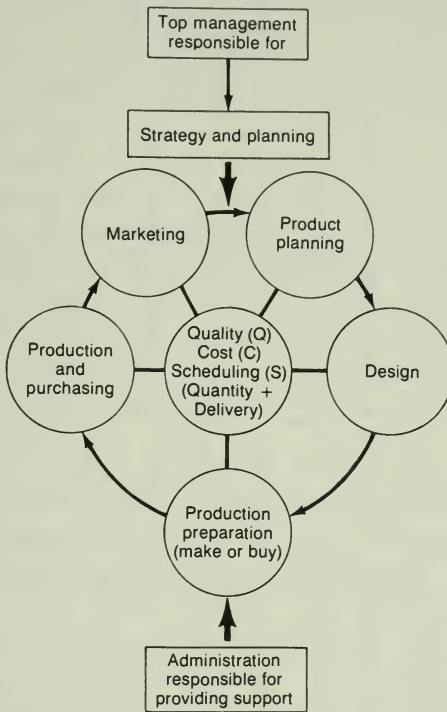 Top management
responsible for
Strategy and planning
Marketing
Product
planning
Quality (Q)
Cost (C)
Scheduling (S)
(Quantity +
Delivery)
Production
and
purchasing
Design
Production
preparation
(make or buy)
Administration
responsible for
providing support